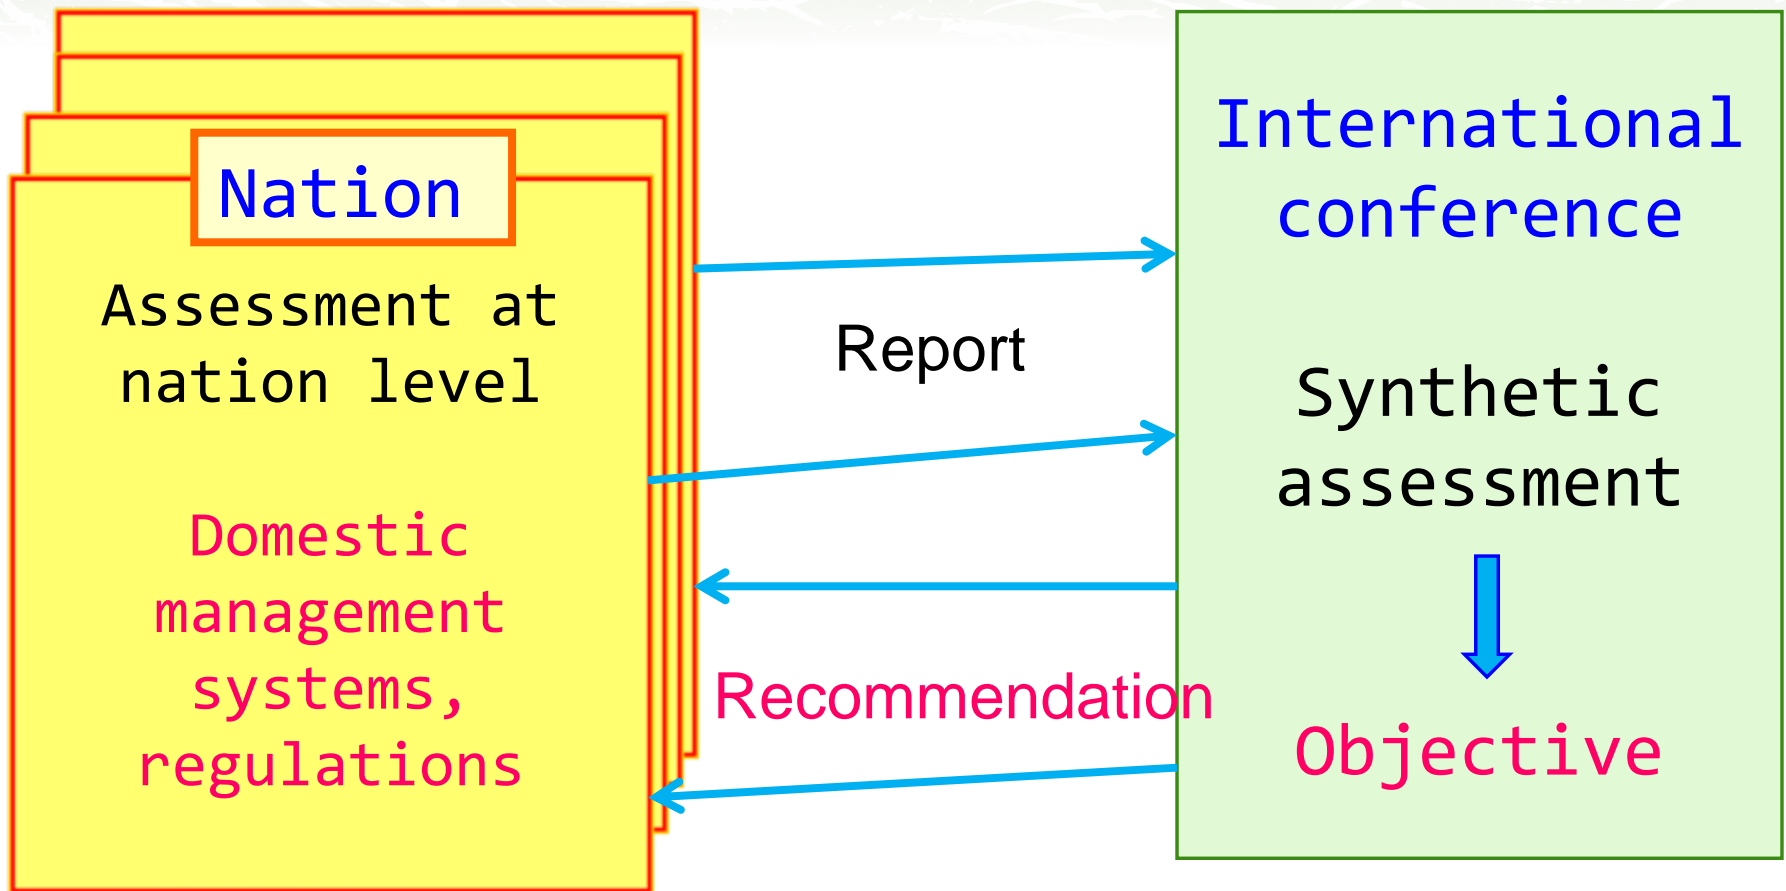 Nation
Assessment at
nation level
Domestic
management
systems,
regulations
Report
Recommendation
International
conference
Synthetic
assessment
Objective